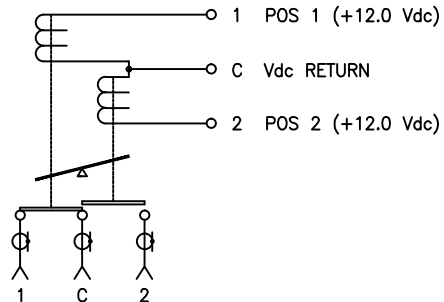 1 POS 1 (+12.0 Vdc)
C Vdc RETURN
2 POS 2 (+12.0 Vdc)
1 C 2